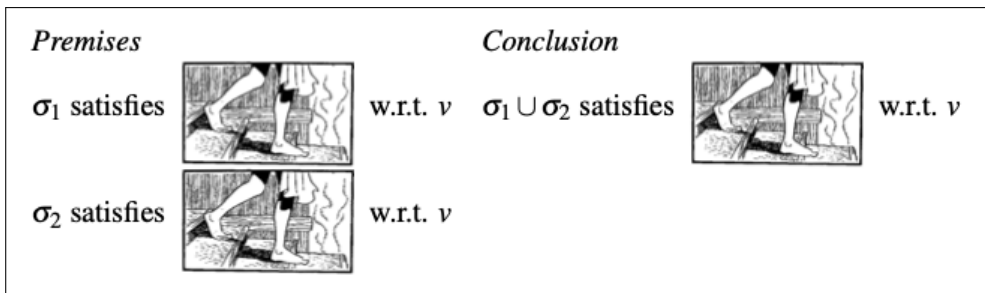 Premises Conclusion
σ₁ satisfies w.r.t. v σ₁ ∪ σ₂ satisfies w.r.t. v
σ₂ satisfies w.r.t. v